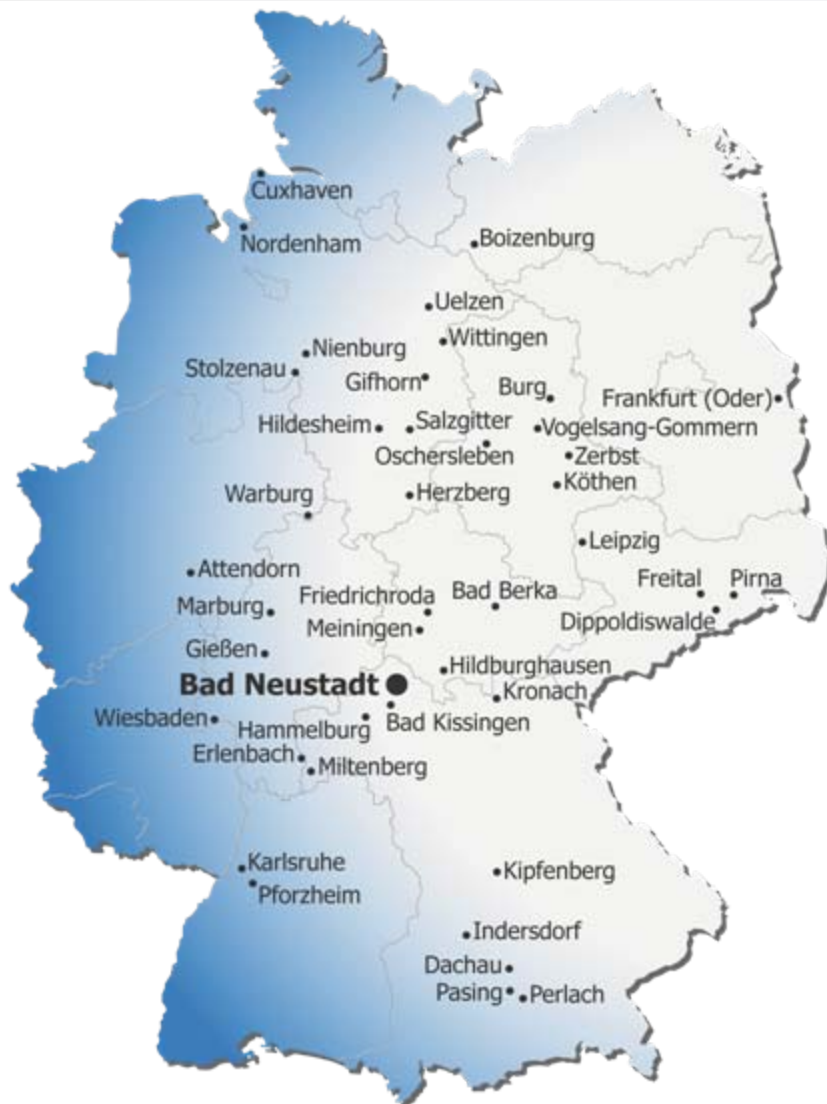 Cuxhaven
Nordenham
Boizenburg
Uelzen
Wittingen
Nienburg
Stolzenau
Gifhorn
Burg
Frankfurt (Oder)
Hildesheim
Salzgitter
Vogelsang-Gommern
Oschersleben
Zerbst
Köthen
Warburg
Herzberg
Leipzig
Attendorn
Freital
Pirna
Marburg
Friedrichroda
Bad Berka
Dippoldiswalde
Meiningen
Gießen
Hildburghausen
Bad Neustadt
Kronach
Wiesbaden
Hammelburg
Bad Kissingen
Erlenbach
Miltenberg
Karlsruhe
Kipfenberg
Pforzheim
Indersdorf
Dachau
Pasing
Perlach